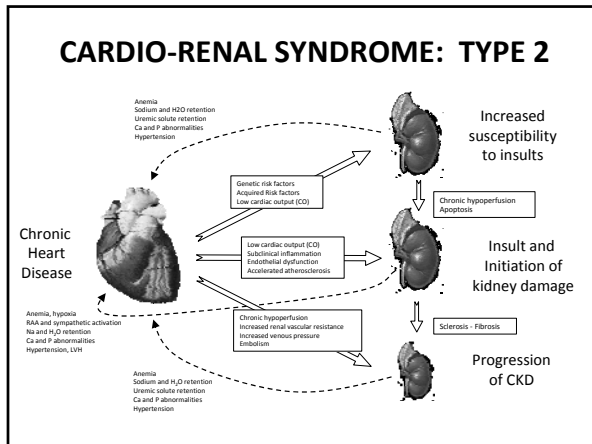 CARDIO-RENAL SYNDROME: TYPE 2
Anemia
Sodium and H2O retention
Uremic solute retention
Ca and P abnormalities
Hypertension
Increased
susceptibility
to insults
Genetic risk factors
Acquired Risk factors
Low cardiac output (CO)
Chronic hypoperfusion
Apoptosis
Chronic
Heart
Disease
Low cardiac output (CO)
Subclinical inflammation
Endothelial dysfunction
Accelerated atherosclerosis
Insult and
Initiation of
kidney damage
Anemia, hypoxia
RAA and sympathetic activation
Na and H₂O retention
Ca and P abnormalities
Hypertension, LVH
Chronic hypoperfusion
Increased renal vascular resistance
Increased venous pressure
Embolism
Sclerosis - Fibrosis
Progression
of CKD
Anemia
Sodium and H₂O retention
Uremic solute retention
Ca and P abnormalities
Hypertension